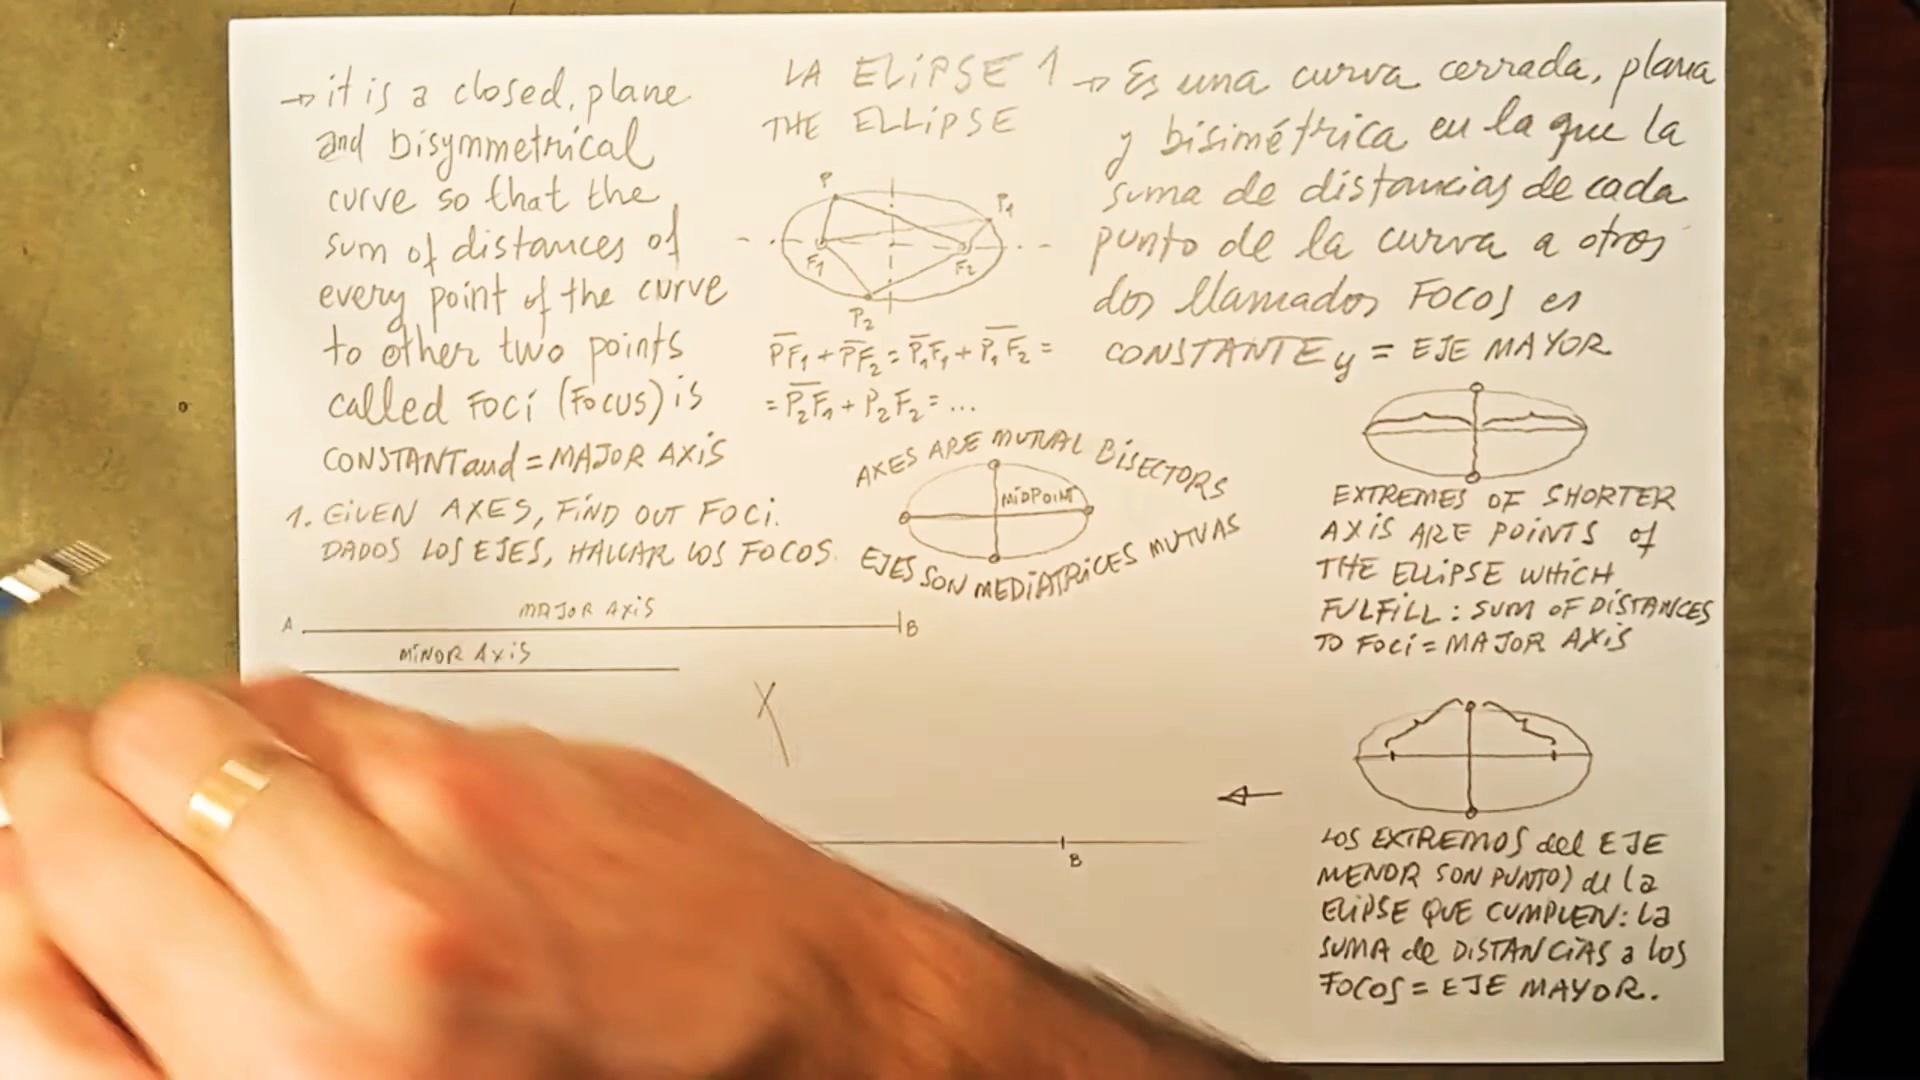 → it is a closed, plane
and bisymmetrical
curve so that the
sum of distances of
every point of the curve
to other two points
called FOCI (FOCUS) is
CONSTANT and = MAJOR AXIS
LA ELIPSE 1
THE ELLIPSE
P
P1
F1
F2
P2
PF1 + PF2 = P1F1 + P1F2 =
= P2F1 + P2F2 = ...
→ Es una curva cerrada, plana
y bisimétrica en la que la
suma de distancias de cada
punto de la curva a otros
dos llamados FOCOS es
CONSTANTE y = EJE MAYOR
AXES ARE MUTUAL BISECTORS
MIDPOINT
EJES SON MEDIATRICES MUTUAS
1. GIVEN AXES, FIND OUT FOCI.
DADOS LOS EJES, HALLAR LOS FOCOS.
A MAJOR AXIS B
MINOR AXIS
B
EXTREMES OF SHORTER
AXIS ARE POINTS of
THE ELLIPSE WHICH
FULFILL: SUM OF DISTANCES
TO FOCI = MAJOR AXIS
LOS EXTREMOS del EJE
MENOR SON PUNTOS de la
ELIPSE QUE CUMPLEN: La
SUMA de DISTANCIAS a los
FOCOS = EJE MAYOR.